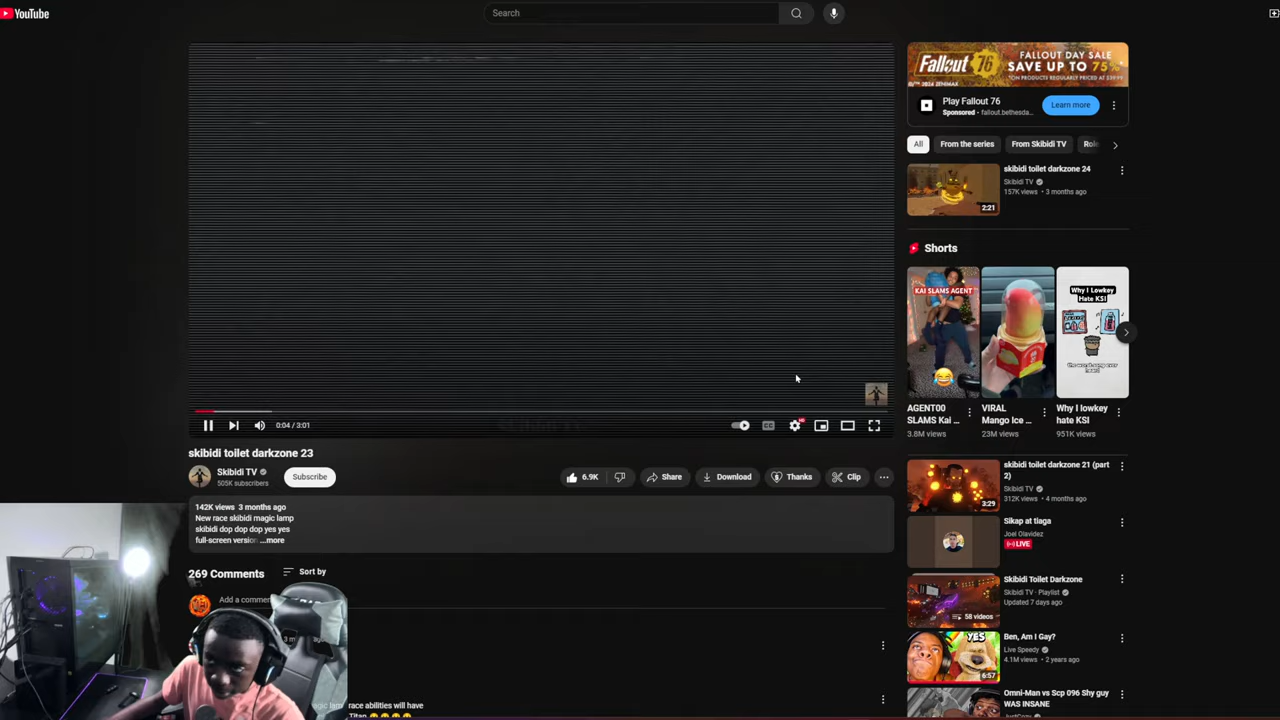 YouTube
Search
Fallout 76
FALLOUT DAY SALE
SAVE UP TO 75%*
Play Fallout 76
Sponsored • fallout.bethesda...
Learn more
All
From the series
From Skibidi TV
skibidi toilet darkzone 24
Skibidi TV
157K views • 3 months ago
2:21
Shorts
KAI SLAMS AGENT
Why I Lowkey
Hate KSI
AGENT00
SLAMS Kai ...
3.8M views
VIRAL
Mango Ice ...
23M views
Why I lowkey
hate KSI
951K views
0:04 / 3:01
skibidi toilet darkzone 23
Skibidi TV
505K subscribers
Subscribe
6.9K
Share
Download
Thanks
Clip
142K views 3 months ago
New race skibidi magic lamp
skibidi dop dop dop yes yes
full-screen version ...more
269 Comments
Sort by
Add a comment
race abilities will have
Titan
skibidi toilet darkzone 21 (part
2)
Skibidi TV
312K views • 4 months ago
3:29
Sikap at tiaga
Joel Olavidez
LIVE
Skibidi Toilet Darkzone
Skibidi TV • Playlist
Updated 7 days ago
58 videos
Ben, Am I Gay?
Live Speedy
4.1M views • 2 years ago
YES
6:57
Omni-Man vs Scp 096 Shy guy
WAS INSANE